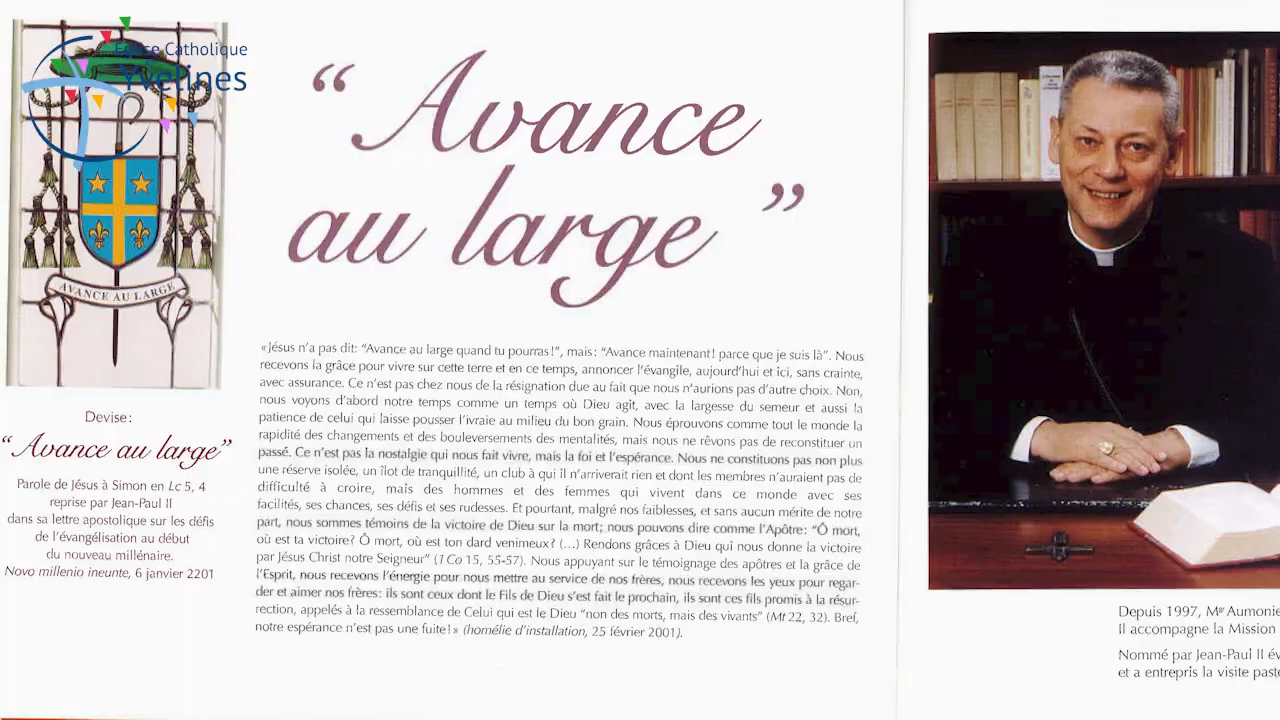 Église Catholique
Yvelines
AVANCE AU LARGE
Devise:
“ Avance au large”
Parole de Jésus à Simon en Lc 5, 4
reprise par Jean-Paul II
dans sa lettre apostolique sur les défis
de l’évangélisation au début
du nouveau millénaire.
Novo millenio ineunte, 6 janvier 2201
“ Avance
au large ”
«Jésus n’a pas dit: “Avance au large quand tu pourras!”, mais: “Avance maintenant! parce que je suis là”. Nous
recevons la grâce pour vivre sur cette terre et en ce temps, annoncer l’évangile, aujourd’hui et ici, sans crainte,
avec assurance. Ce n’est pas chez nous de la résignation due au fait que nous n’aurions pas d’autre choix. Non,
nous voyons d’abord notre temps comme un temps où Dieu agit, avec la largesse du semeur et aussi la
patience de celui qui laisse pousser l’ivraie au milieu du bon grain. Nous éprouvons comme tout le monde la
rapidité des changements et des bouleversements des mentalités, mais nous ne rêvons pas de reconstituer un
passé. Ce n’est pas la nostalgie qui nous fait vivre, mais la foi et l’espérance. Nous ne constituons pas non plus
une réserve isolée, un îlot de tranquillité, un club à qui il n’arriverait rien et dont les membres n’auraient pas de
difficulté à croire, mais des hommes et des femmes qui vivent dans ce monde avec ses
facilités, ses chances, ses défis et ses rudesses. Et pourtant, malgré nos faiblesses, et sans aucun mérite de notre
part, nous sommes témoins de la victoire de Dieu sur la mort; nous pouvons dire comme l’Apôtre: “Ô mort,
où est ta victoire? Ô mort, où est ton dard venimeux? (…) Rendons grâces à Dieu qui nous donne la victoire
par Jésus Christ notre Seigneur” (1 Co 15, 55-57). Nous appuyant sur le témoignage des apôtres et la grâce de
l’Esprit, nous recevons l’énergie pour nous mettre au service de nos frères, nous recevons les yeux pour regar-
der et aimer nos frères: ils sont ceux dont le Fils de Dieu s’est fait le prochain, ils sont ces fils promis à la résur-
rection, appelés à la ressemblance de Celui qui est le Dieu “non des morts, mais des vivants” (Mt 22, 32). Bref,
notre espérance n’est pas une fuite!» (homélie d’installation, 25 février 2001).
Depuis 1997, Mgr Aumonie
Il accompagne la Mission
Nommé par Jean-Paul II év
et a entrepris la visite past